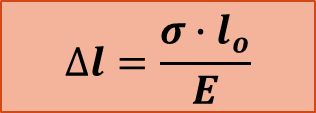 Δl = σ · lₒ / E